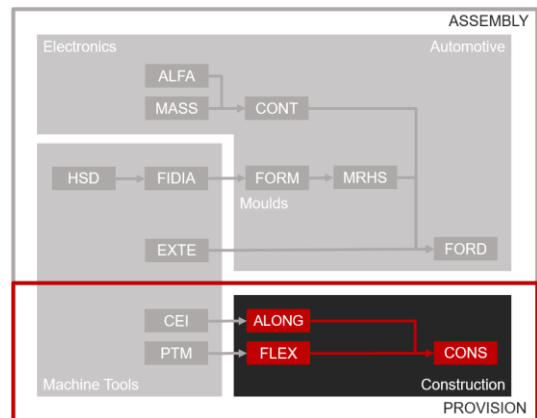 ASSEMBLY
Electronics
Automotive
ALFA
MASS
CONT
HSD
FIDIA
FORM
MRHS
Moulds
EXTE
FORD
CEI
ALONG
PTM
FLEX
CONS
Machine Tools
Construction
PROVISION